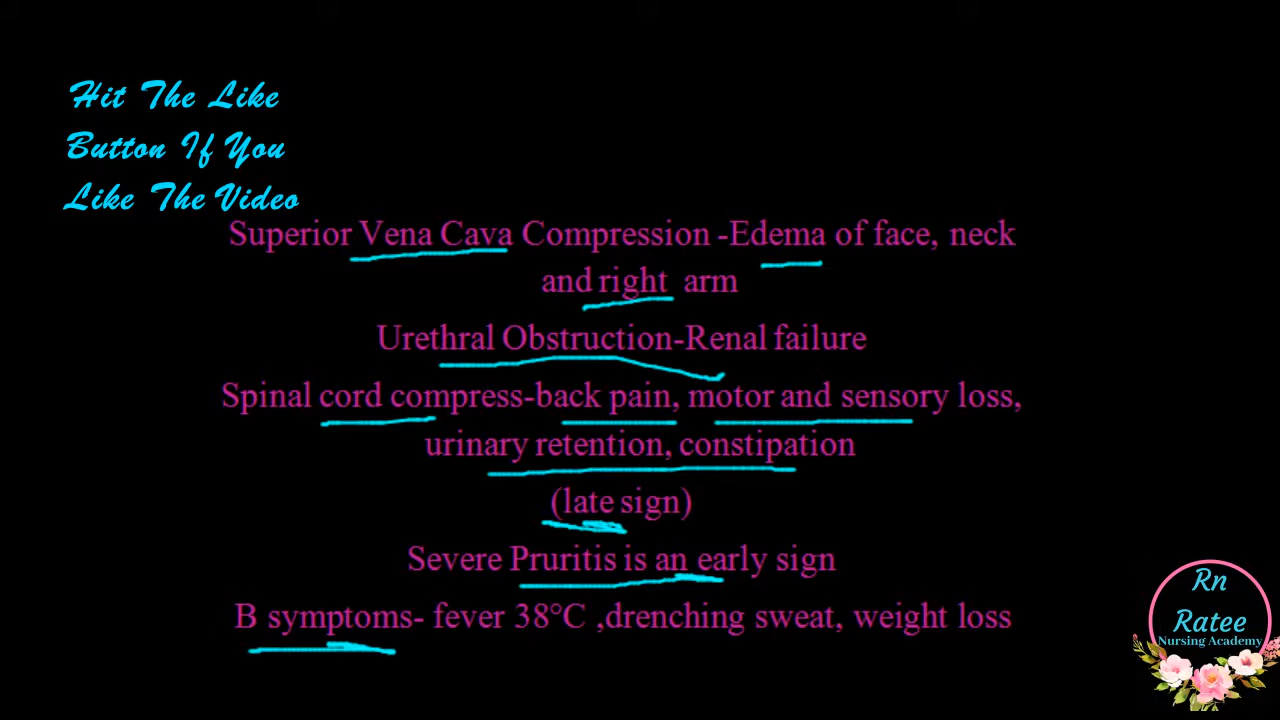 Hit The Like
Button If You
Like The Video
Superior Vena Cava Compression -Edema of face, neck
and right arm
Urethral Obstruction-Renal failure
Spinal cord compress-back pain, motor and sensory loss,
urinary retention, constipation
(late sign)
Severe Pruritis is an early sign
B symptoms- fever 38°C ,drenching sweat, weight loss
Rn
Ratee
Nursing Academy